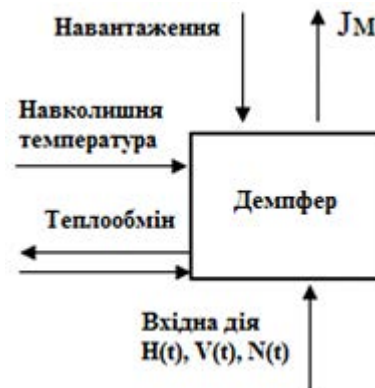 Навантаження
Jм
Навколишня
температура
Теплообмін
Демпфер
Вхідна дія
H(t), V(t), N(t)